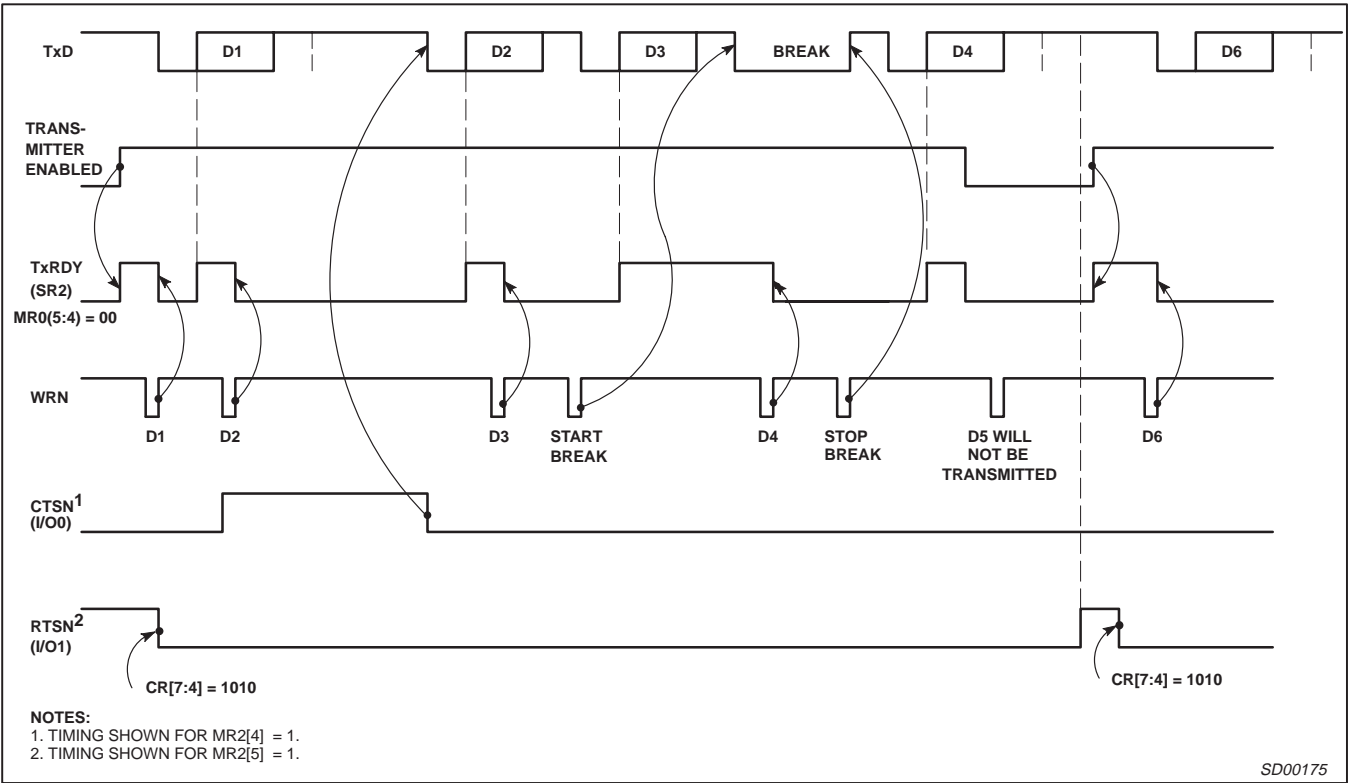 TxD
D1
D2
D3
BREAK
D4
D6
TRANS-
MITTER
ENABLED
TxRDY
(SR2)
MR0(5:4) = 00
WRN
D1
D2
D3
START
BREAK
D4
STOP
BREAK
D5 WILL
NOT BE
TRANSMITTED
D6
CTSN1
(I/O0)
RTSN2
(I/O1)
CR[7:4] = 1010
CR[7:4] = 1010
NOTES:
1. TIMING SHOWN FOR MR2[4] = 1.
2. TIMING SHOWN FOR MR2[5] = 1.
SD00175